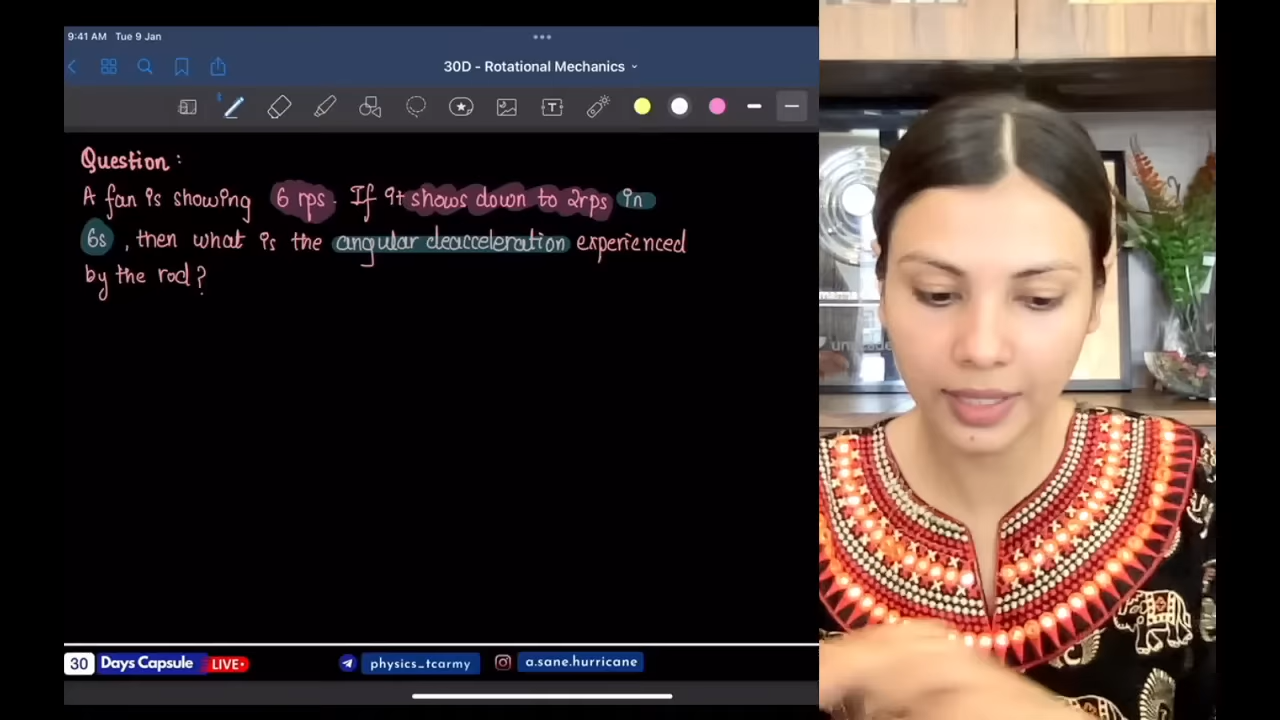 9:41 AM Tue 9 Jan
30D - Rotational Mechanics
Question :
A fan is showing 6 rps. If it shows down to 2rps in
6s, then what is the angular deacceleration experienced
by the rod?
30 Days Capsule LIVE
physics_tcarmy
a.sane.hurricane